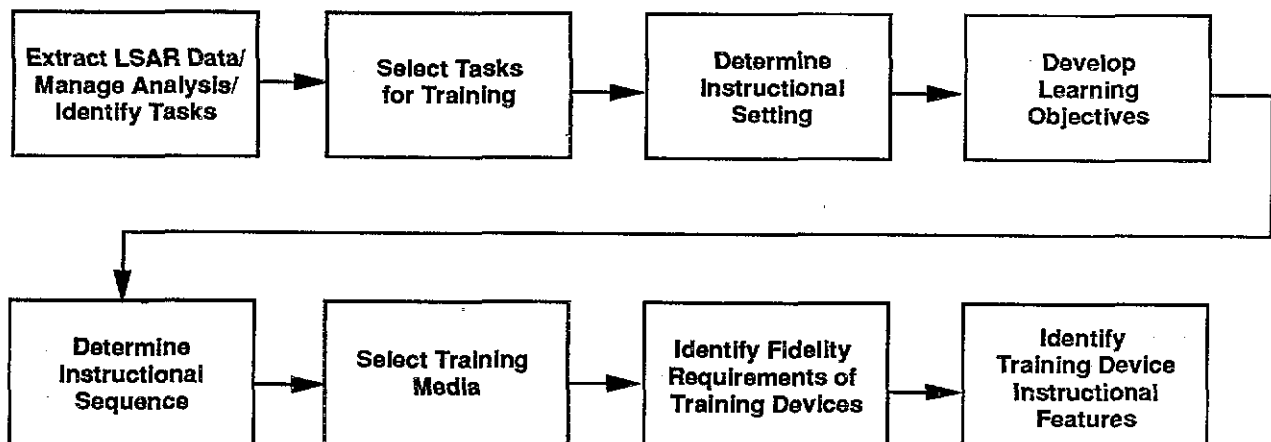 Extract LSAR Data/
Manage Analysis/
Identify Tasks
Select Tasks
for Training
Determine
Instructional
Setting
Develop
Learning
Objectives
Determine
Instructional
Sequence
Select Training
Media
Identify Fidelity
Requirements of
Training Devices
Identify
Training Device
Instructional
Features